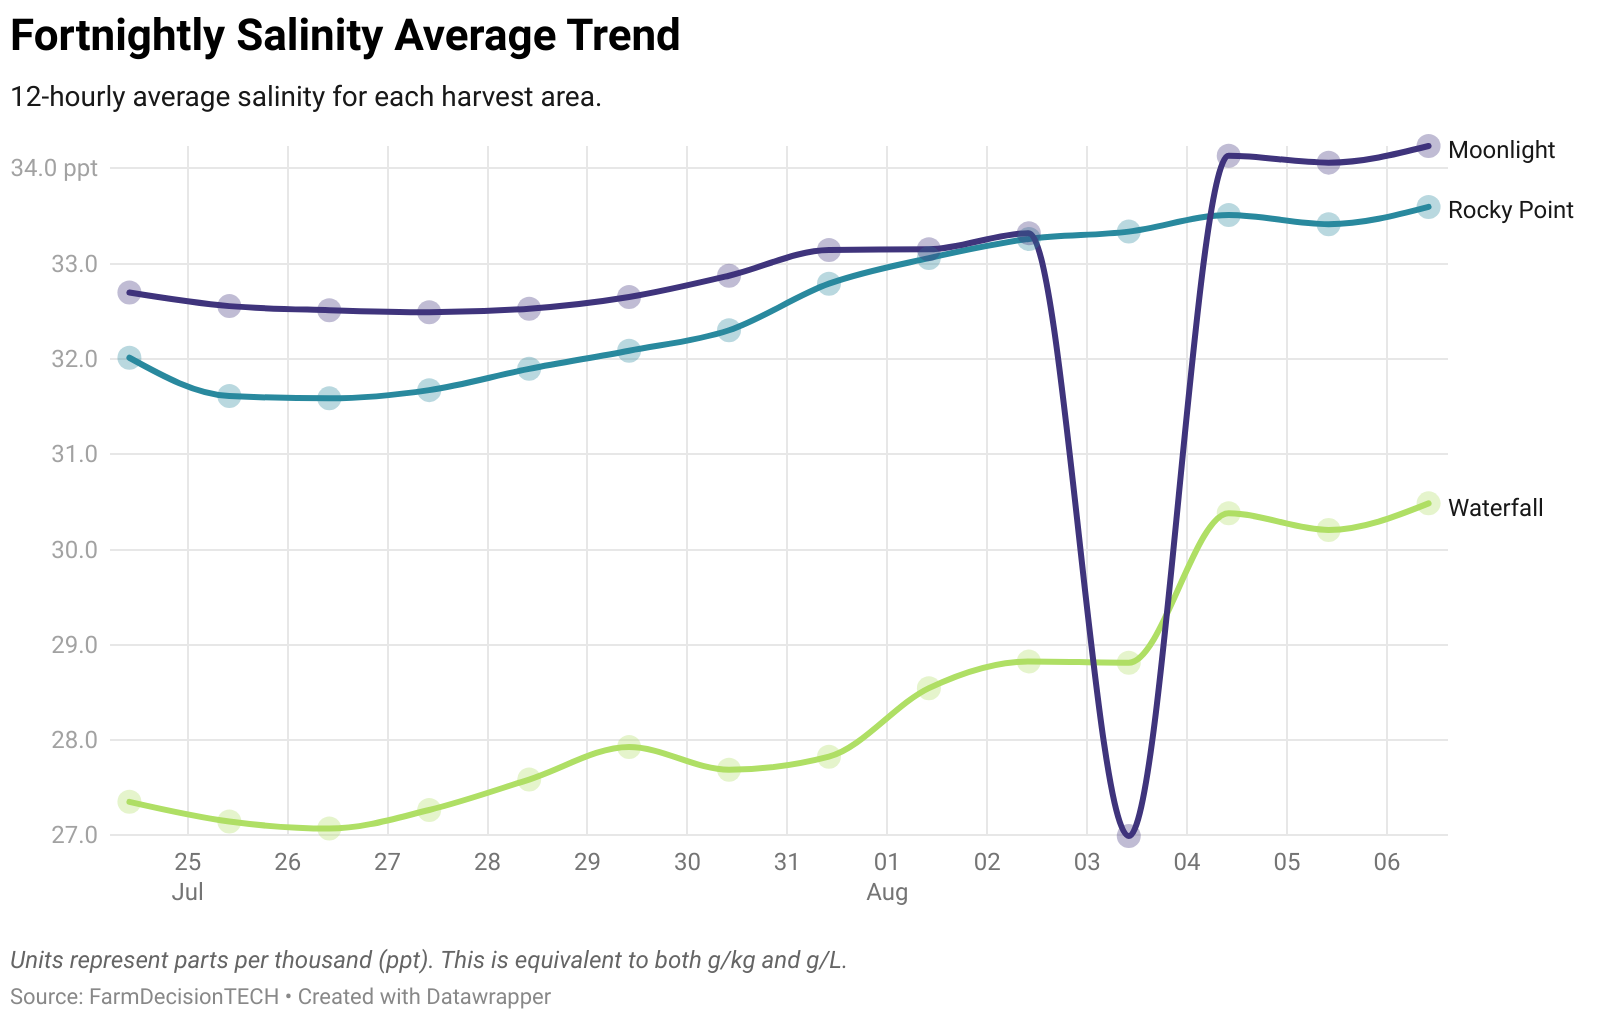 Fortnightly Salinity Average Trend
12-hourly average salinity for each harvest area.
34.0 ppt
33.0
32.0
31.0
30.0
29.0
28.0
27.0
Moonlight
Rocky Point
Waterfall
25 26 27 28 29 30 31 01 02 03 04 05 06
Jul Aug
Units represent parts per thousand (ppt). This is equivalent to both g/kg and g/L.
Source: FarmDecisionTECH • Created with Datawrapper